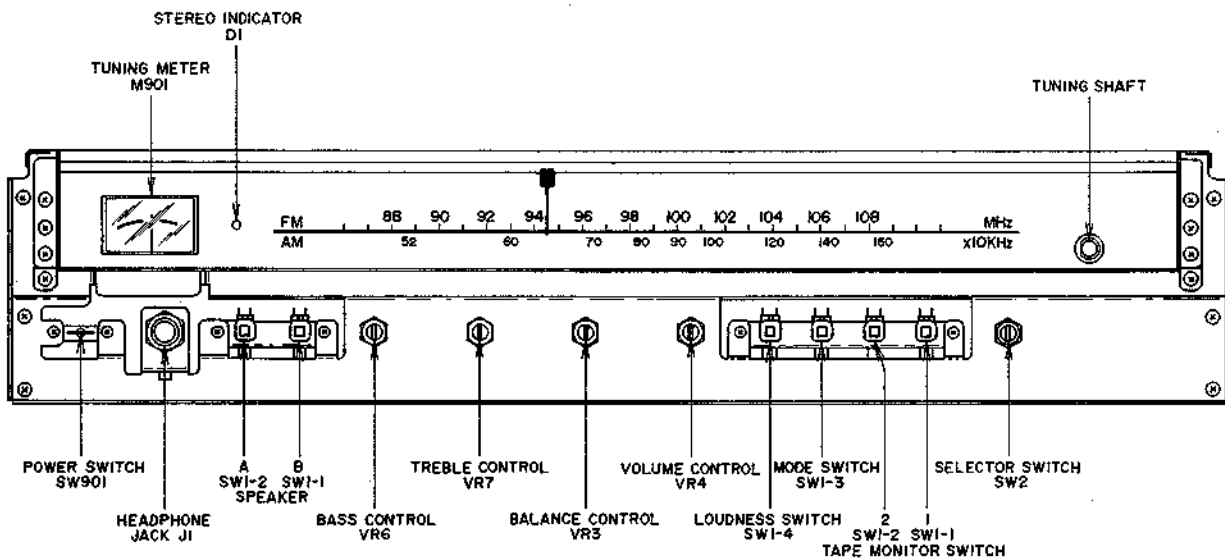 STEREO INDICATOR
D1
TUNING METER
M901
TUNING SHAFT
FM 88 90 92 94 96 98 100 102 104 106 108 MHz
AM 52 60 70 80 90 100 120 140 160 x10KHz
POWER SWITCH
SW901
HEADPHONE
JACK J1
A B
SW1-2 SW1-1
SPEAKER
BASS CONTROL
VR6
TREBLE CONTROL
VR7
BALANCE CONTROL
VR3
VOLUME CONTROL
VR4
LOUDNESS SWITCH
SW1-4
MODE SWITCH
SW1-3
2 1
SW1-2 SW1-1
TAPE MONITOR SWITCH
SELECTOR SWITCH
SW2